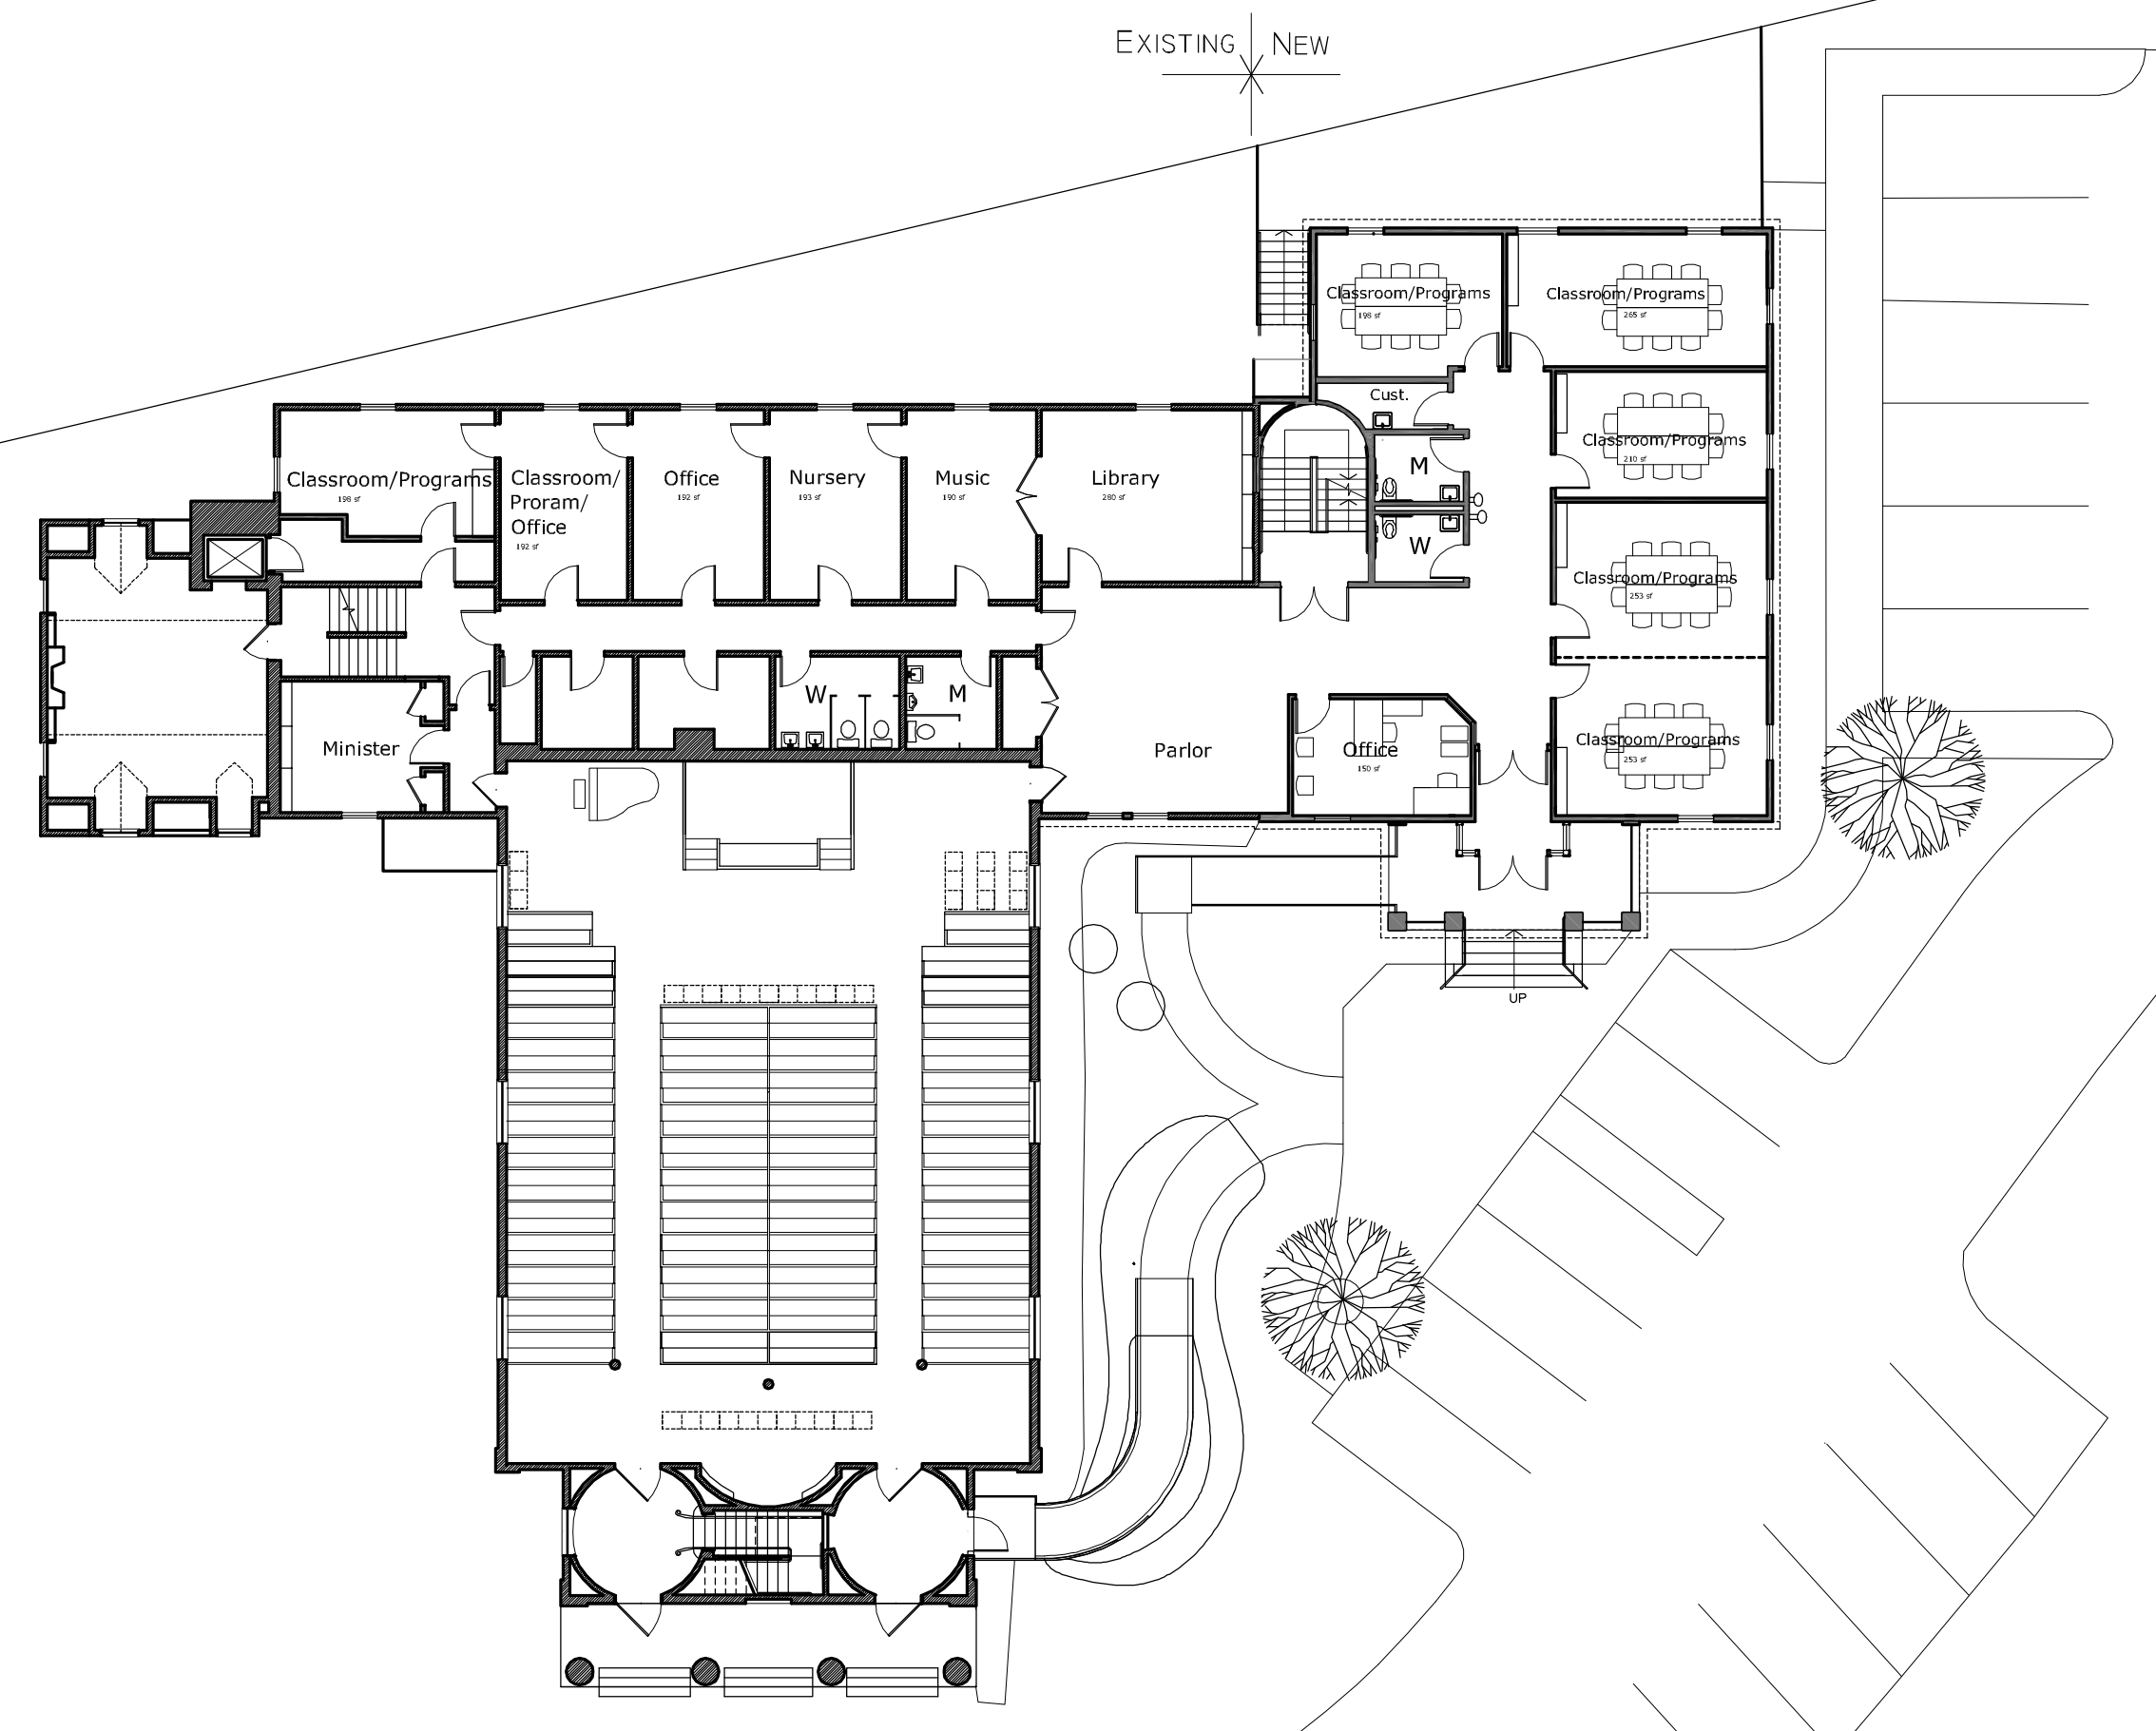 EXISTING NEW
Classroom/Programs
198 sf
Classroom/Programs
265 sf
Cust.
Classroom/Programs
210 sf
M
W
Classroom/Programs
198 sf
Classroom/
Proram/
Office
192 sf
Office
192 sf
Nursery
193 sf
Music
190 sf
Library
280 sf
Classroom/Programs
253 sf
W
M
Minister
Parlor
Office
150 sf
Classroom/Programs
253 sf
UP